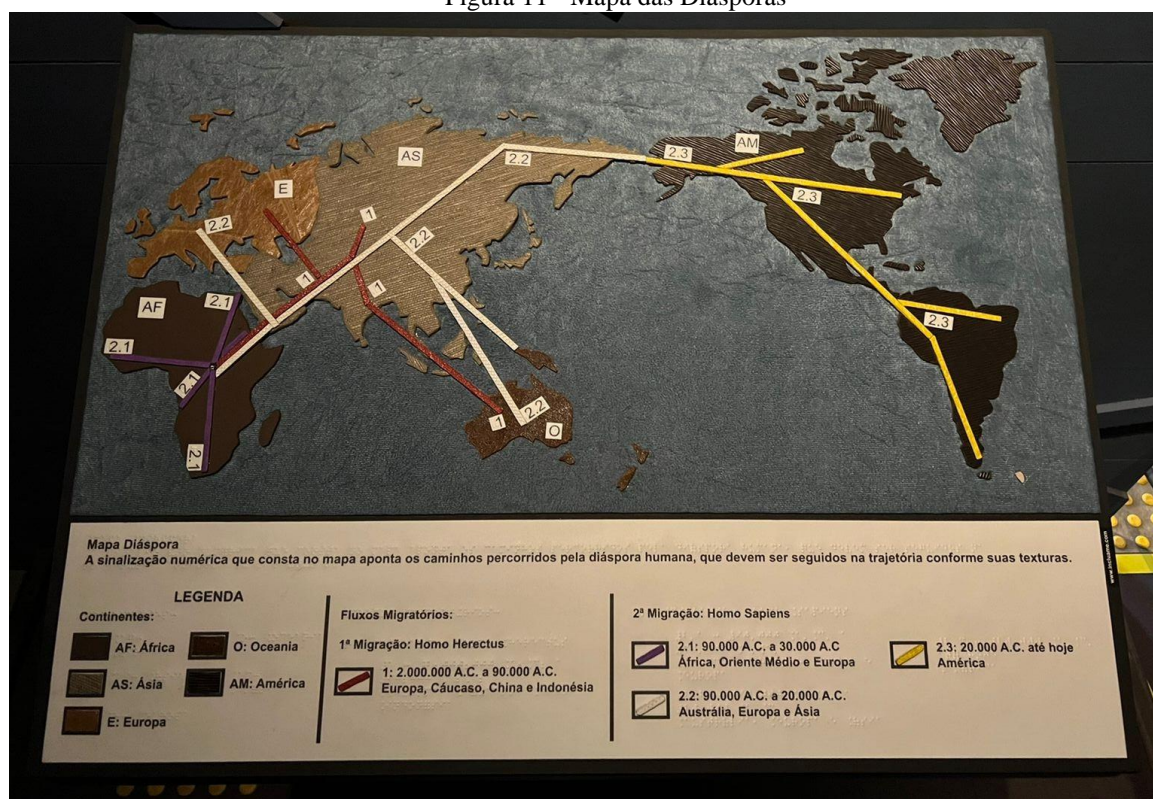 Figura 11 - Mapa das Diásporas
AS
AM
2.2
2.3
E
1
2.3
2.2
2.2
1
AF
2.1
1
2.3
2.1
2.1
2.2
1
O
2.1
Mapa Diáspora
A sinalização numérica que consta no mapa aponta os caminhos percorridos pela diáspora humana, que devem ser seguidos na trajetória conforme suas texturas.
LEGENDA
Continentes:
AF: África
O: Oceania
AS: Ásia
AM: América
E: Europa
Fluxos Migratórios:
1ª Migração: Homo Herectus
1: 2.000.000 A.C. a 90.000 A.C.
Europa, Cáucaso, China e Indonésia
2ª Migração: Homo Sapiens
2.1: 90.000 A.C. a 30.000 A.C
África, Oriente Médio e Europa
2.2: 90.000 A.C. a 20.000 A.C.
Austrália, Europa e Ásia
2.3: 20.000 A.C. até hoje
América